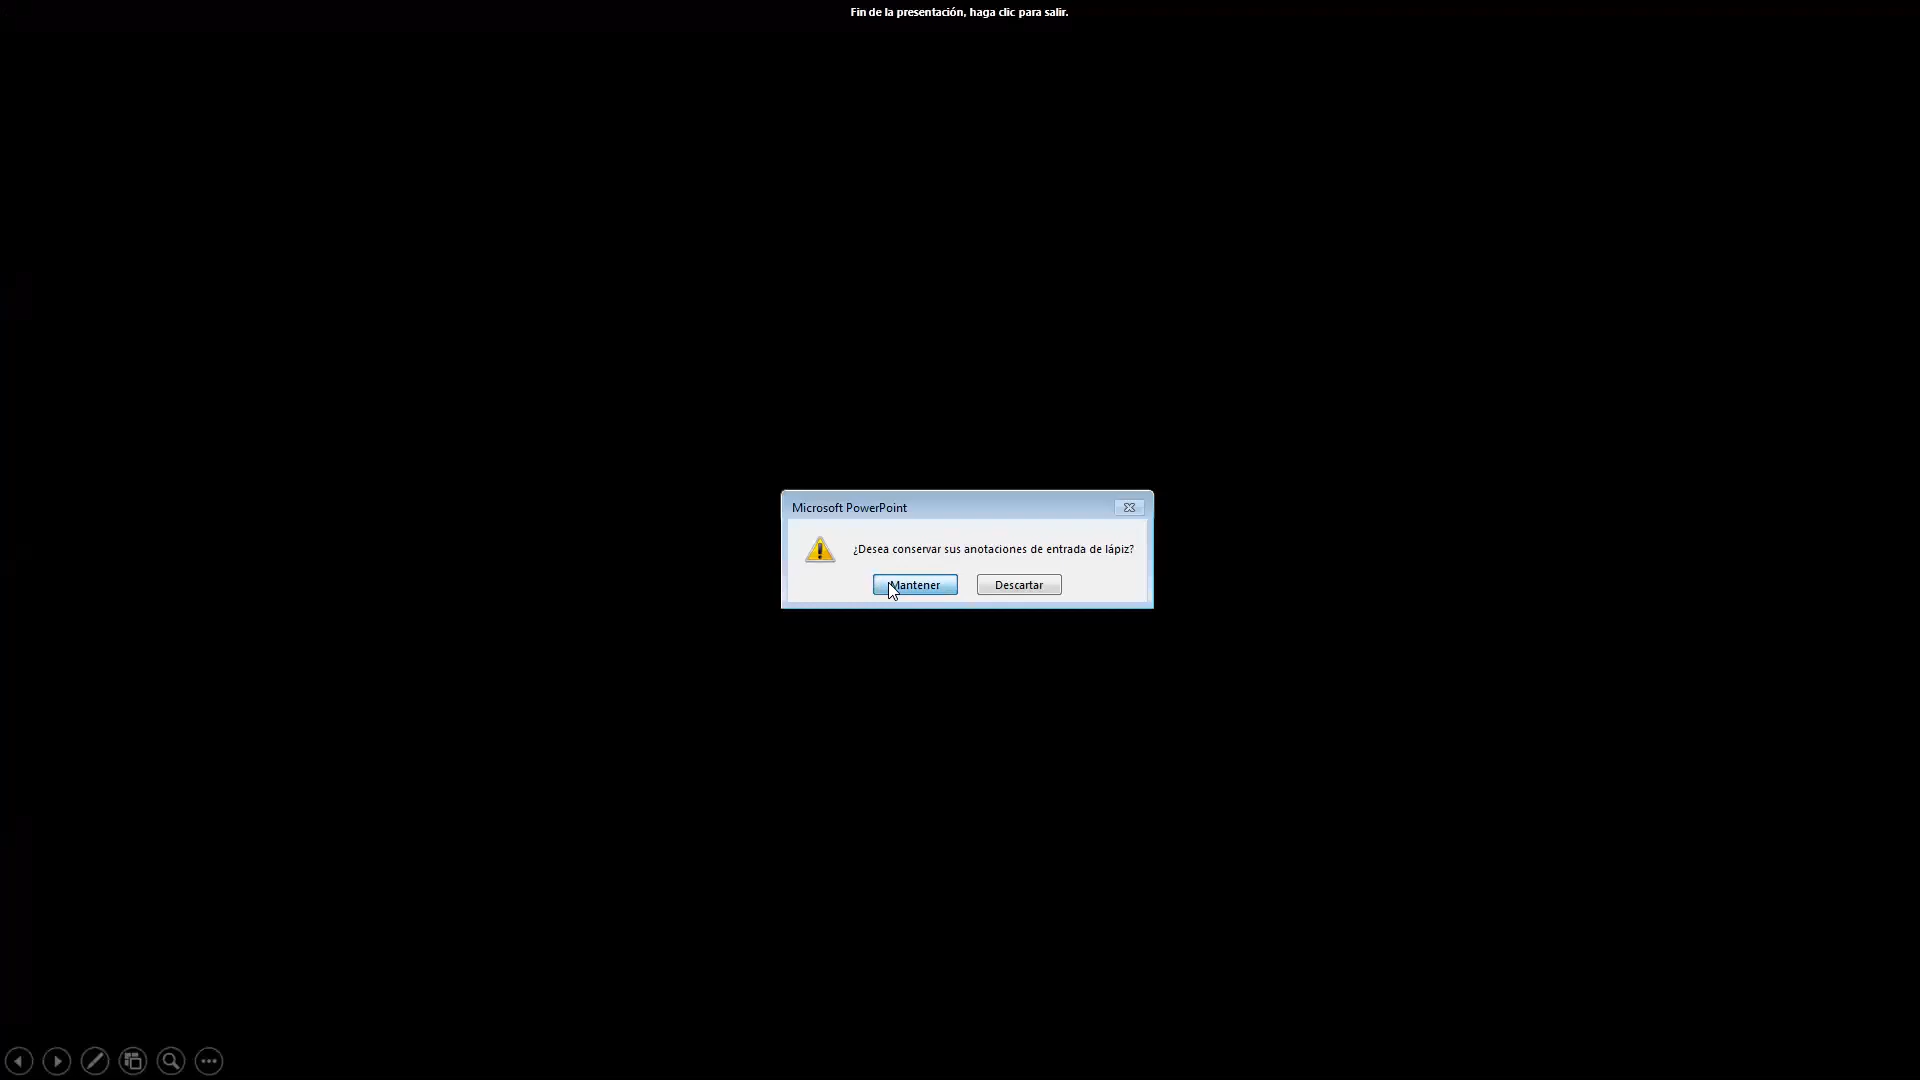 Fin de la presentación, haga clic para salir.
Microsoft PowerPoint
¿Desea conservar sus anotaciones de entrada de lápiz?
Mantener
Descartar